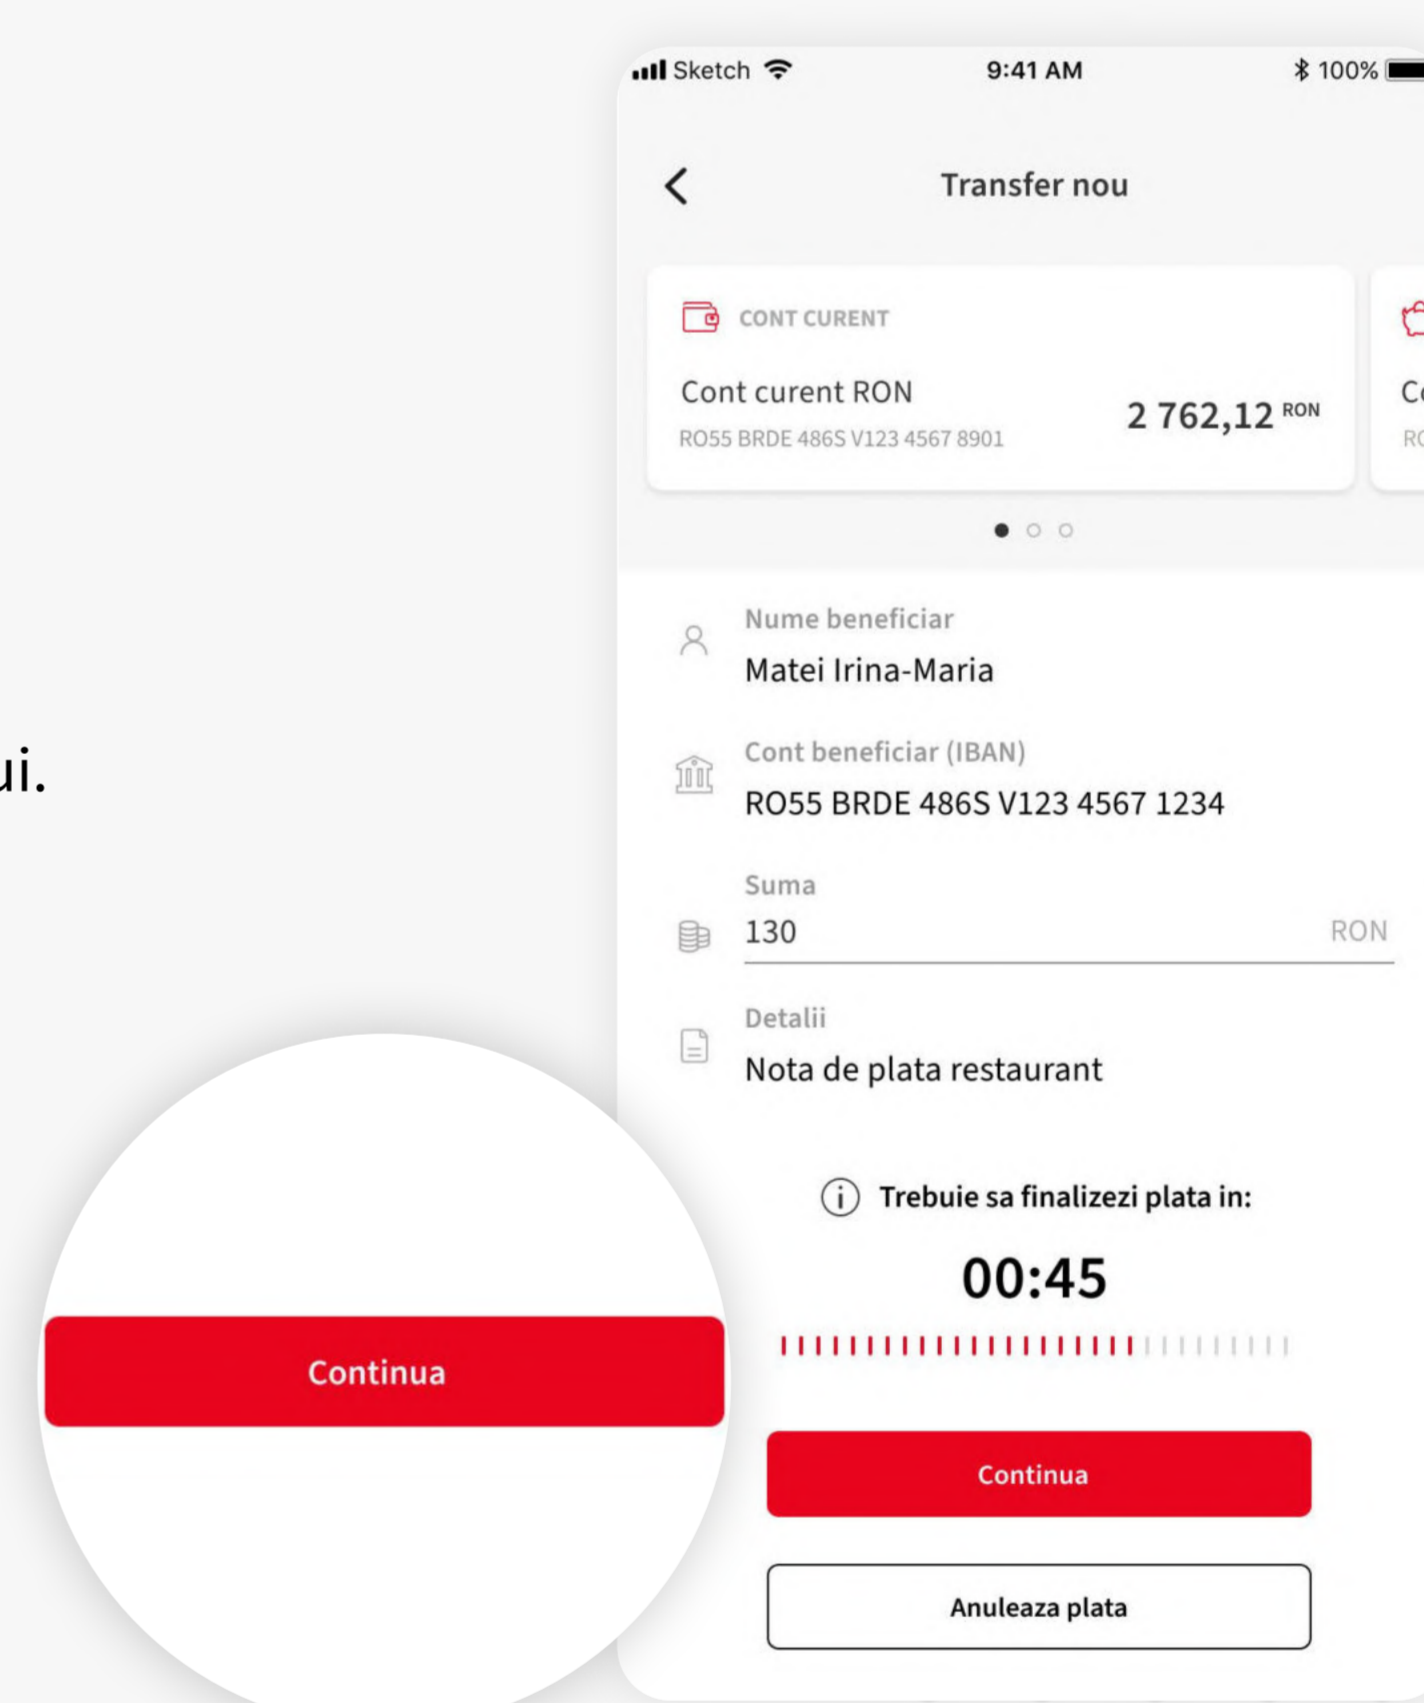 Sketch 9:41 AM 100%
Transfer nou
CONT CURENT
Cont curent RON
2 762,12 RON
RO55 BRDE 486S V123 4567 8901
Nume beneficiar
Matei Irina-Maria
Cont beneficiar (IBAN)
RO55 BRDE 486S V123 4567 1234
ui.
Suma
130 RON
Detalii
Nota de plata restaurant
Trebuie sa finalizezi plata in:
00:45
Continua
Continua
Anuleaza plata